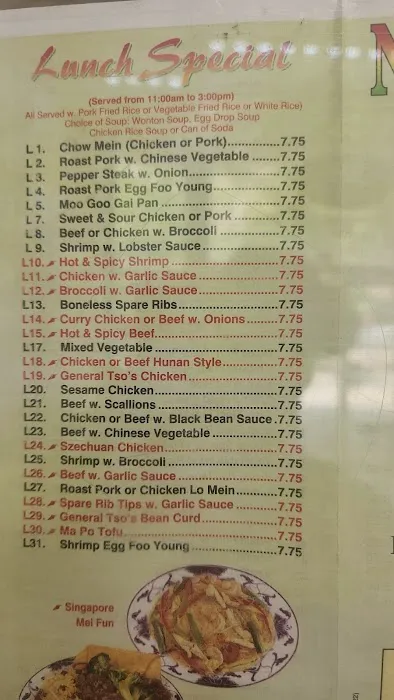 Lunch Special
(Served from 11:00am to 3:00pm)
All Served w. Pork Fried Rice or Vegetable Fried Rice or White Rice)
Choice of Soup: Wonton Soup, Egg Drop Soup
Chicken Rice Soup or Can of Soda
L 1. Chow Mein (Chicken or Pork)..............7.75
L 2. Roast Pork w. Chinese Vegetable ........7.75
L 3. Pepper Steak w. Onion........................7.75
L 4. Roast Pork Egg Foo Young..................7.75
L 5. Moo Goo Gai Pan ...............................7.75
L 7. Sweet & Sour Chicken or Pork ............7.75
L 8. Beef or Chicken w. Broccoli ................7.75
L 9. Shrimp w. Lobster Sauce.....................7.75
L10. Hot & Spicy Shrimp .............................7.75
L11. Chicken w. Garlic Sauce ......................7.75
L12. Broccoli w. Garlic Sauce......................7.75
L13. Boneless Spare Ribs............................7.75
L14. Curry Chicken or Beef w. Onions.........7.75
L15. Hot & Spicy Beef..................................7.75
L17. Mixed Vegetable ..................................7.75
L18. Chicken or Beef Hunan Style...............7.75
L19. General Tso's Chicken.........................7.75
L20. Sesame Chicken..................................7.75
L21. Beef w. Scallions .................................7.75
L22. Chicken or Beef w. Black Bean Sauce .7.75
L23. Beef w. Chinese Vegetable ..................7.75
L24. Szechuan Chicken...............................7.75
L25. Shrimp w. Broccoli ..............................7.75
L26. Beef w. Garlic Sauce ...........................7.75
L27. Roast Pork or Chicken Lo Mein............7.75
L28. Spare Rib Tips w. Garlic Sauce ...........7.75
L29. General Tso's Bean Curd.....................7.75
L30. Ma Po Tofu...........................................7.75
L31. Shrimp Egg Foo Young ........................7.75
Singapore
Mei Fun